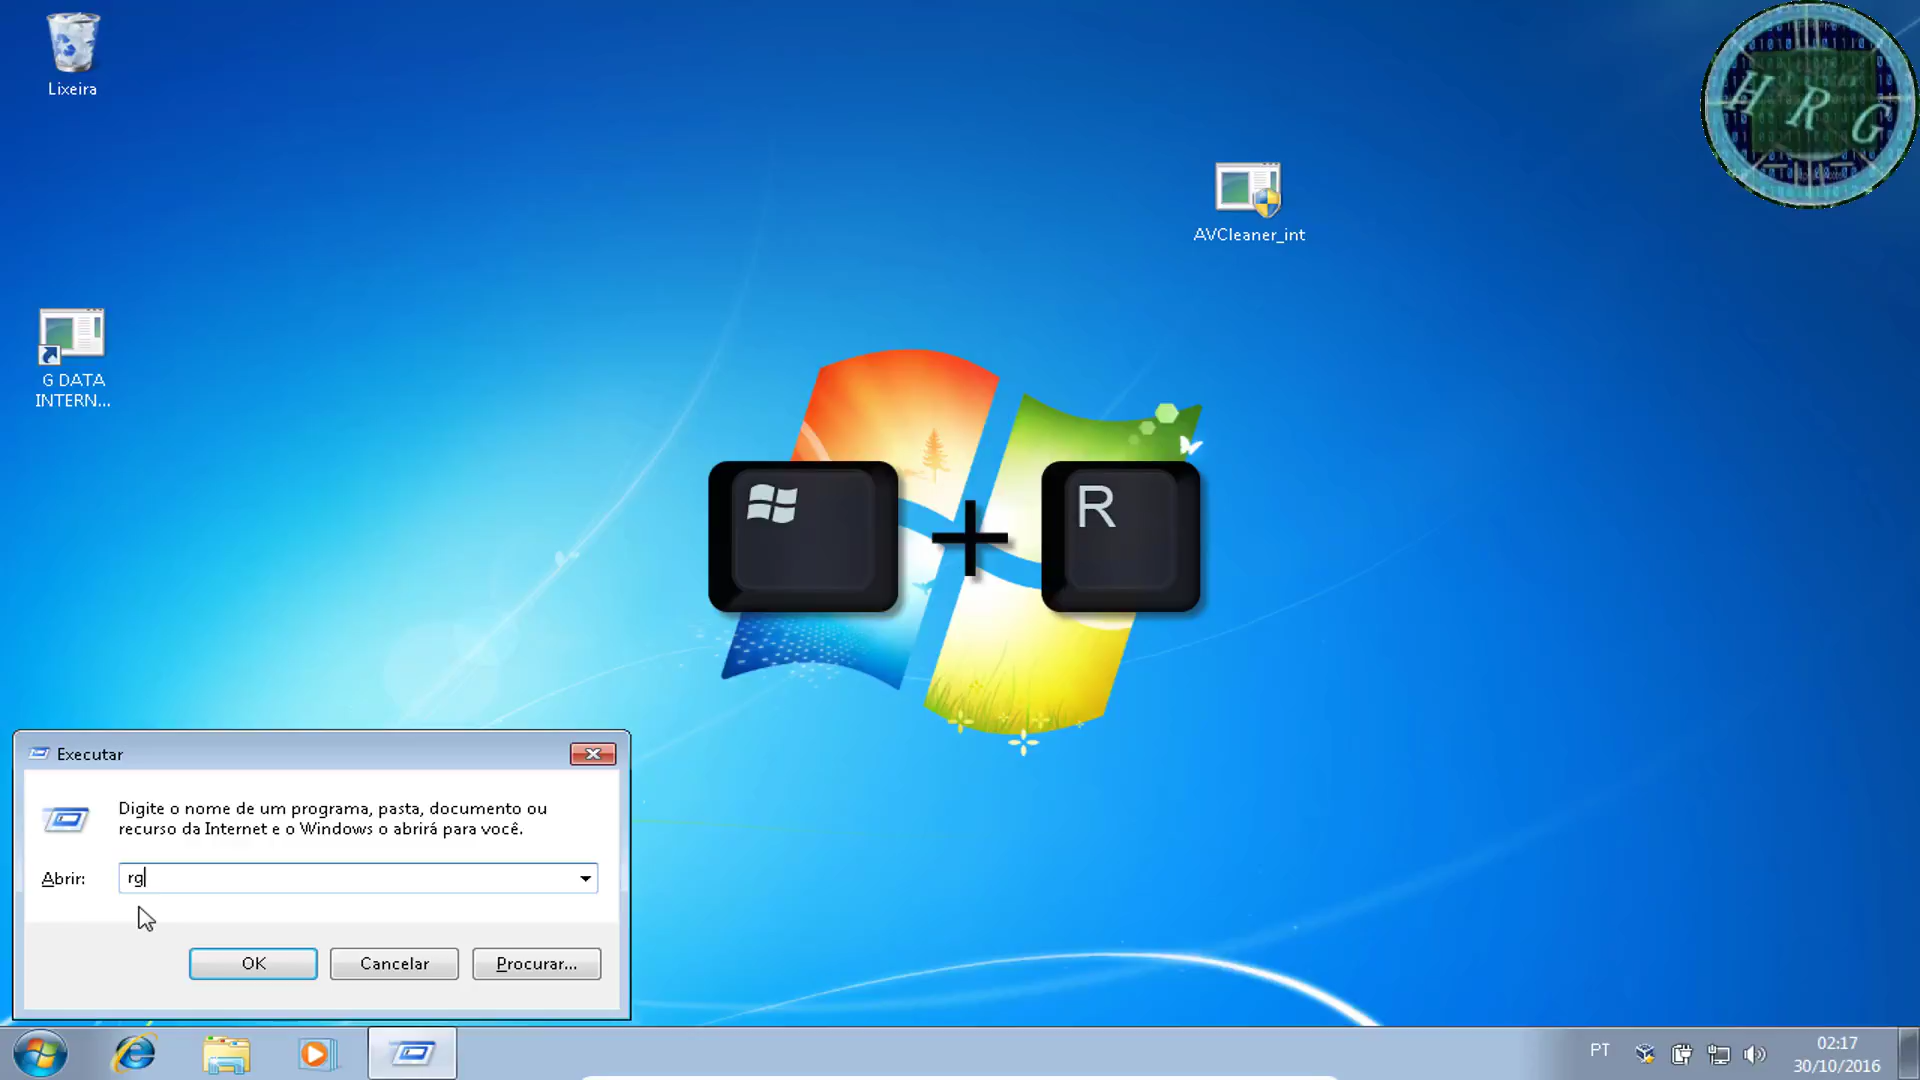 Lixeira
H R G
AVCleaner_int
G DATA
INTERN...
R
Executar
Digite o nome de um programa, pasta, documento ou
recurso da Internet e o Windows o abrirá para você.
Abrir:
rg
OK
Cancelar
Procurar...
PT
02:17
30/10/2016